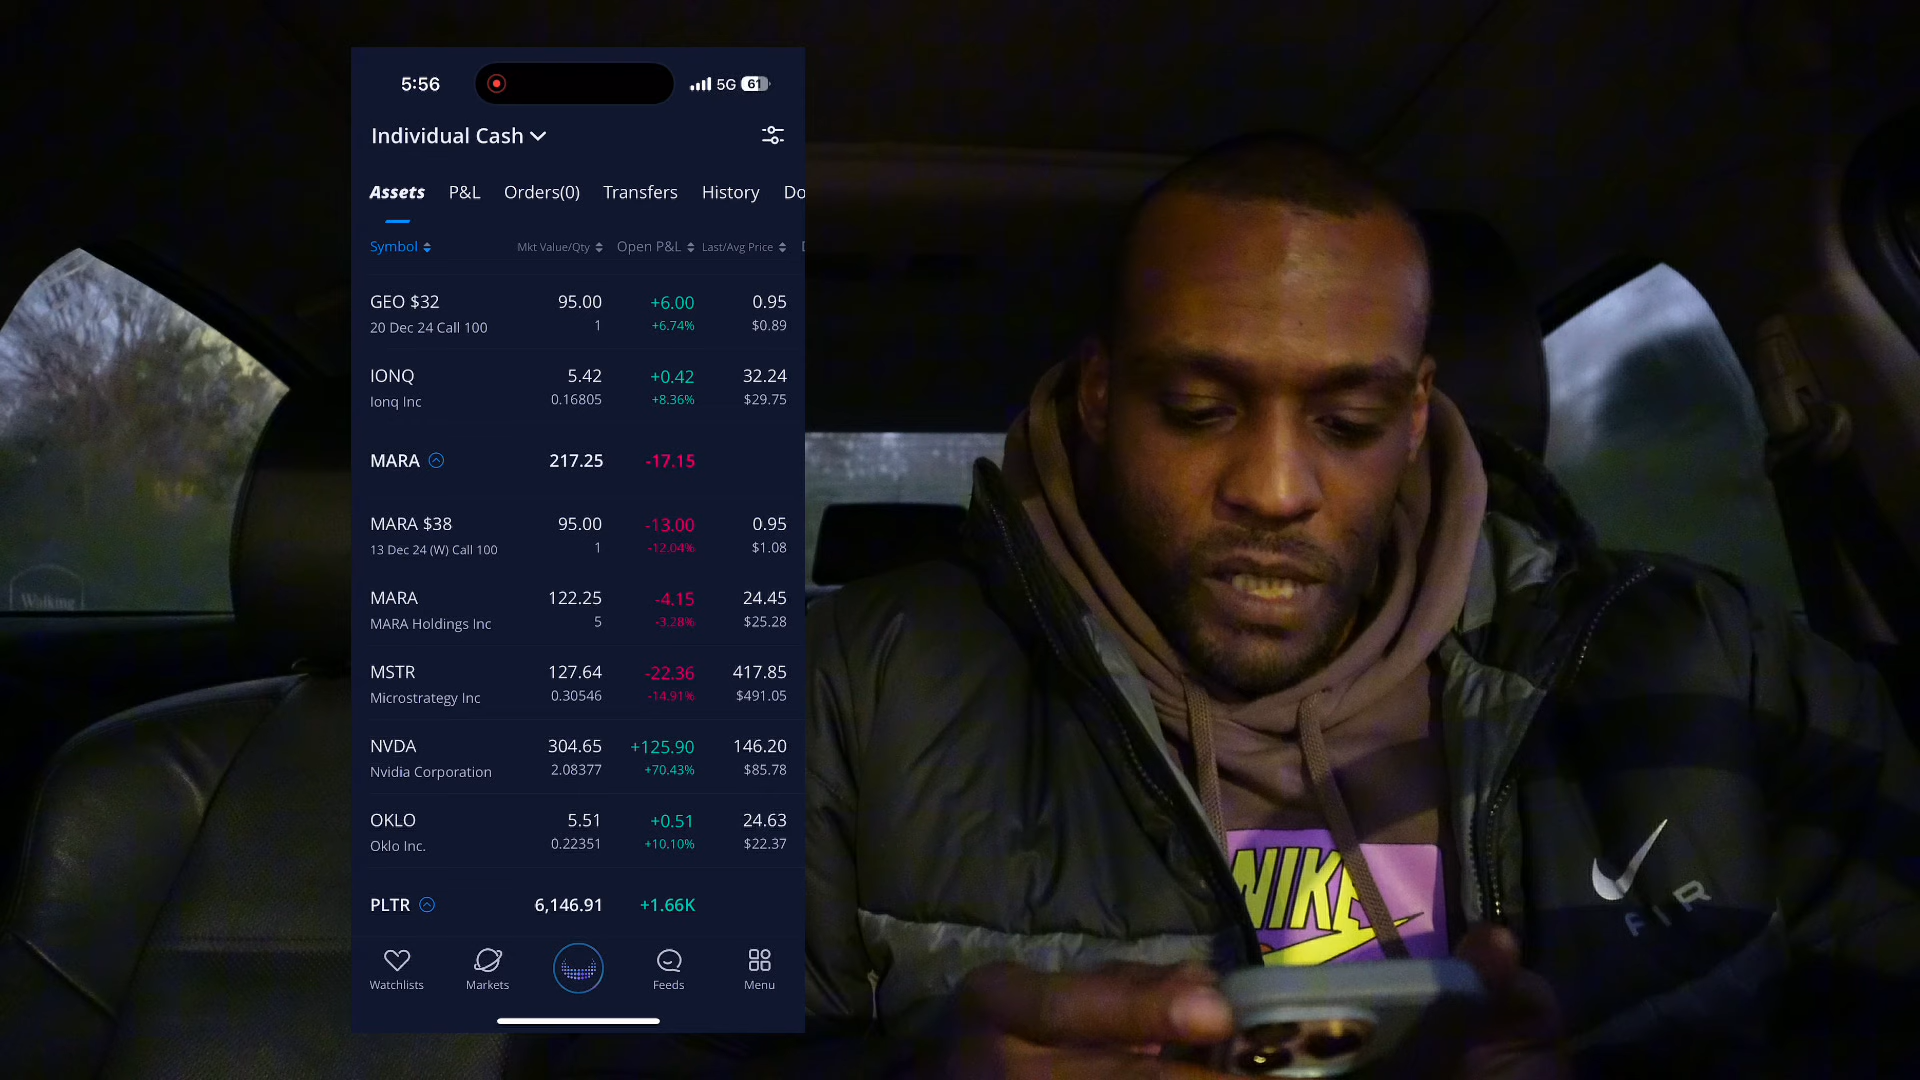 5:56 5G 61
Individual Cash
Assets P&L Orders(0) Transfers History Do
Symbol Mkt Value/Qty Open P&L Last/Avg Price
GEO $32 95.00 +6.00 0.95
20 Dec 24 Call 100 1 +6.74% $0.89
IONQ 5.42 +0.42 32.24
Ionq Inc 0.16805 +8.36% $29.75
MARA 217.25 -17.15
MARA $38 95.00 -13.00 0.95
13 Dec 24 (W) Call 100 1 -12.04% $1.08
MARA 122.25 -4.15 24.45
MARA Holdings Inc 5 -3.28% $25.28
MSTR 127.64 -22.36 417.85
Microstrategy Inc 0.30546 -14.91% $491.05
NVDA 304.65 +125.90 146.20
Nvidia Corporation 2.08377 +70.43% $85.78
OKLO 5.51 +0.51 24.63
Oklo Inc. 0.22351 +10.10% $22.37
PLTR 6,146.91 +1.66K
Watchlists Markets Feeds Menu
Walking
NIKE
AIR